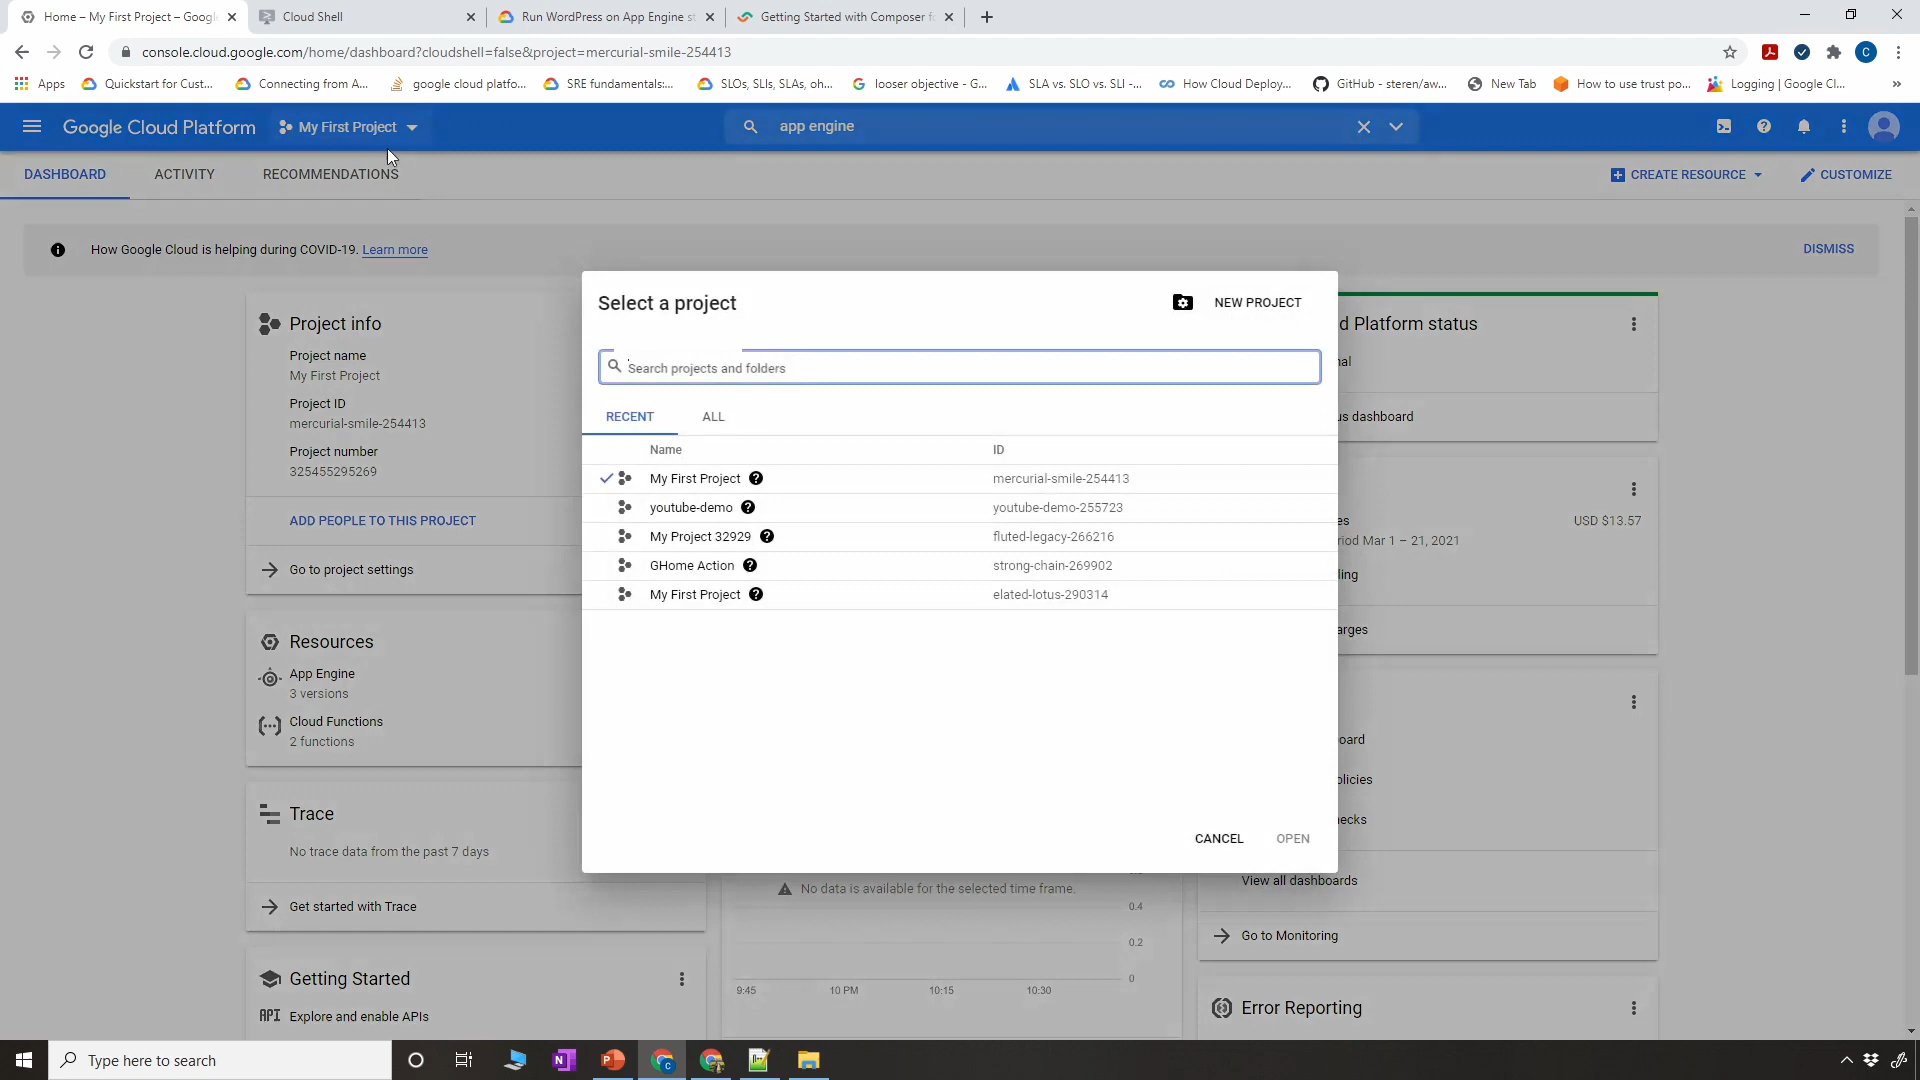 Home – My First Project – Googl
Cloud Shell
Run WordPress on App Engine st
Getting Started with Composer fo
console.cloud.google.com/home/dashboard?cloudshell=false&project=mercurial-smile-254413
C
Apps
Quickstart for Cust...
Connecting from A...
google cloud platfo...
SRE fundamentals:...
SLOs, SLIs, SLAs, oh...
looser objective - G...
SLA vs. SLO vs. SLI -...
How Cloud Deploy...
GitHub - steren/aw...
New Tab
How to use trust po...
Logging | Google Cl...
»
Google Cloud Platform
My First Project
app engine
DASHBOARD
ACTIVITY
RECOMMENDATIONS
CREATE RESOURCE
CUSTOMIZE
How Google Cloud is helping during COVID-19. Learn more
DISMISS
Project info
Project name
My First Project
Project ID
mercurial-smile-254413
Project number
325455295269
ADD PEOPLE TO THIS PROJECT
Go to project settings
Resources
App Engine
3 versions
Cloud Functions
2 functions
Trace
No trace data from the past 7 days
Get started with Trace
Getting Started
API Explore and enable APIs
Select a project
NEW PROJECT
Search projects and folders
RECENT
ALL
Name
ID
My First Project
mercurial-smile-254413
youtube-demo
youtube-demo-255723
My Project 32929
fluted-legacy-266216
GHome Action
strong-chain-269902
My First Project
elated-lotus-290314
CANCEL
OPEN
No data is available for the selected time frame.
0.4
0.2
0
9:45
10 PM
10:15
10:30
d Platform status
nal
us dashboard
es
USD $13.57
riod Mar 1 – 21, 2021
ling
arges
oard
olicies
hecks
View all dashboards
Go to Monitoring
Error Reporting
Type here to search